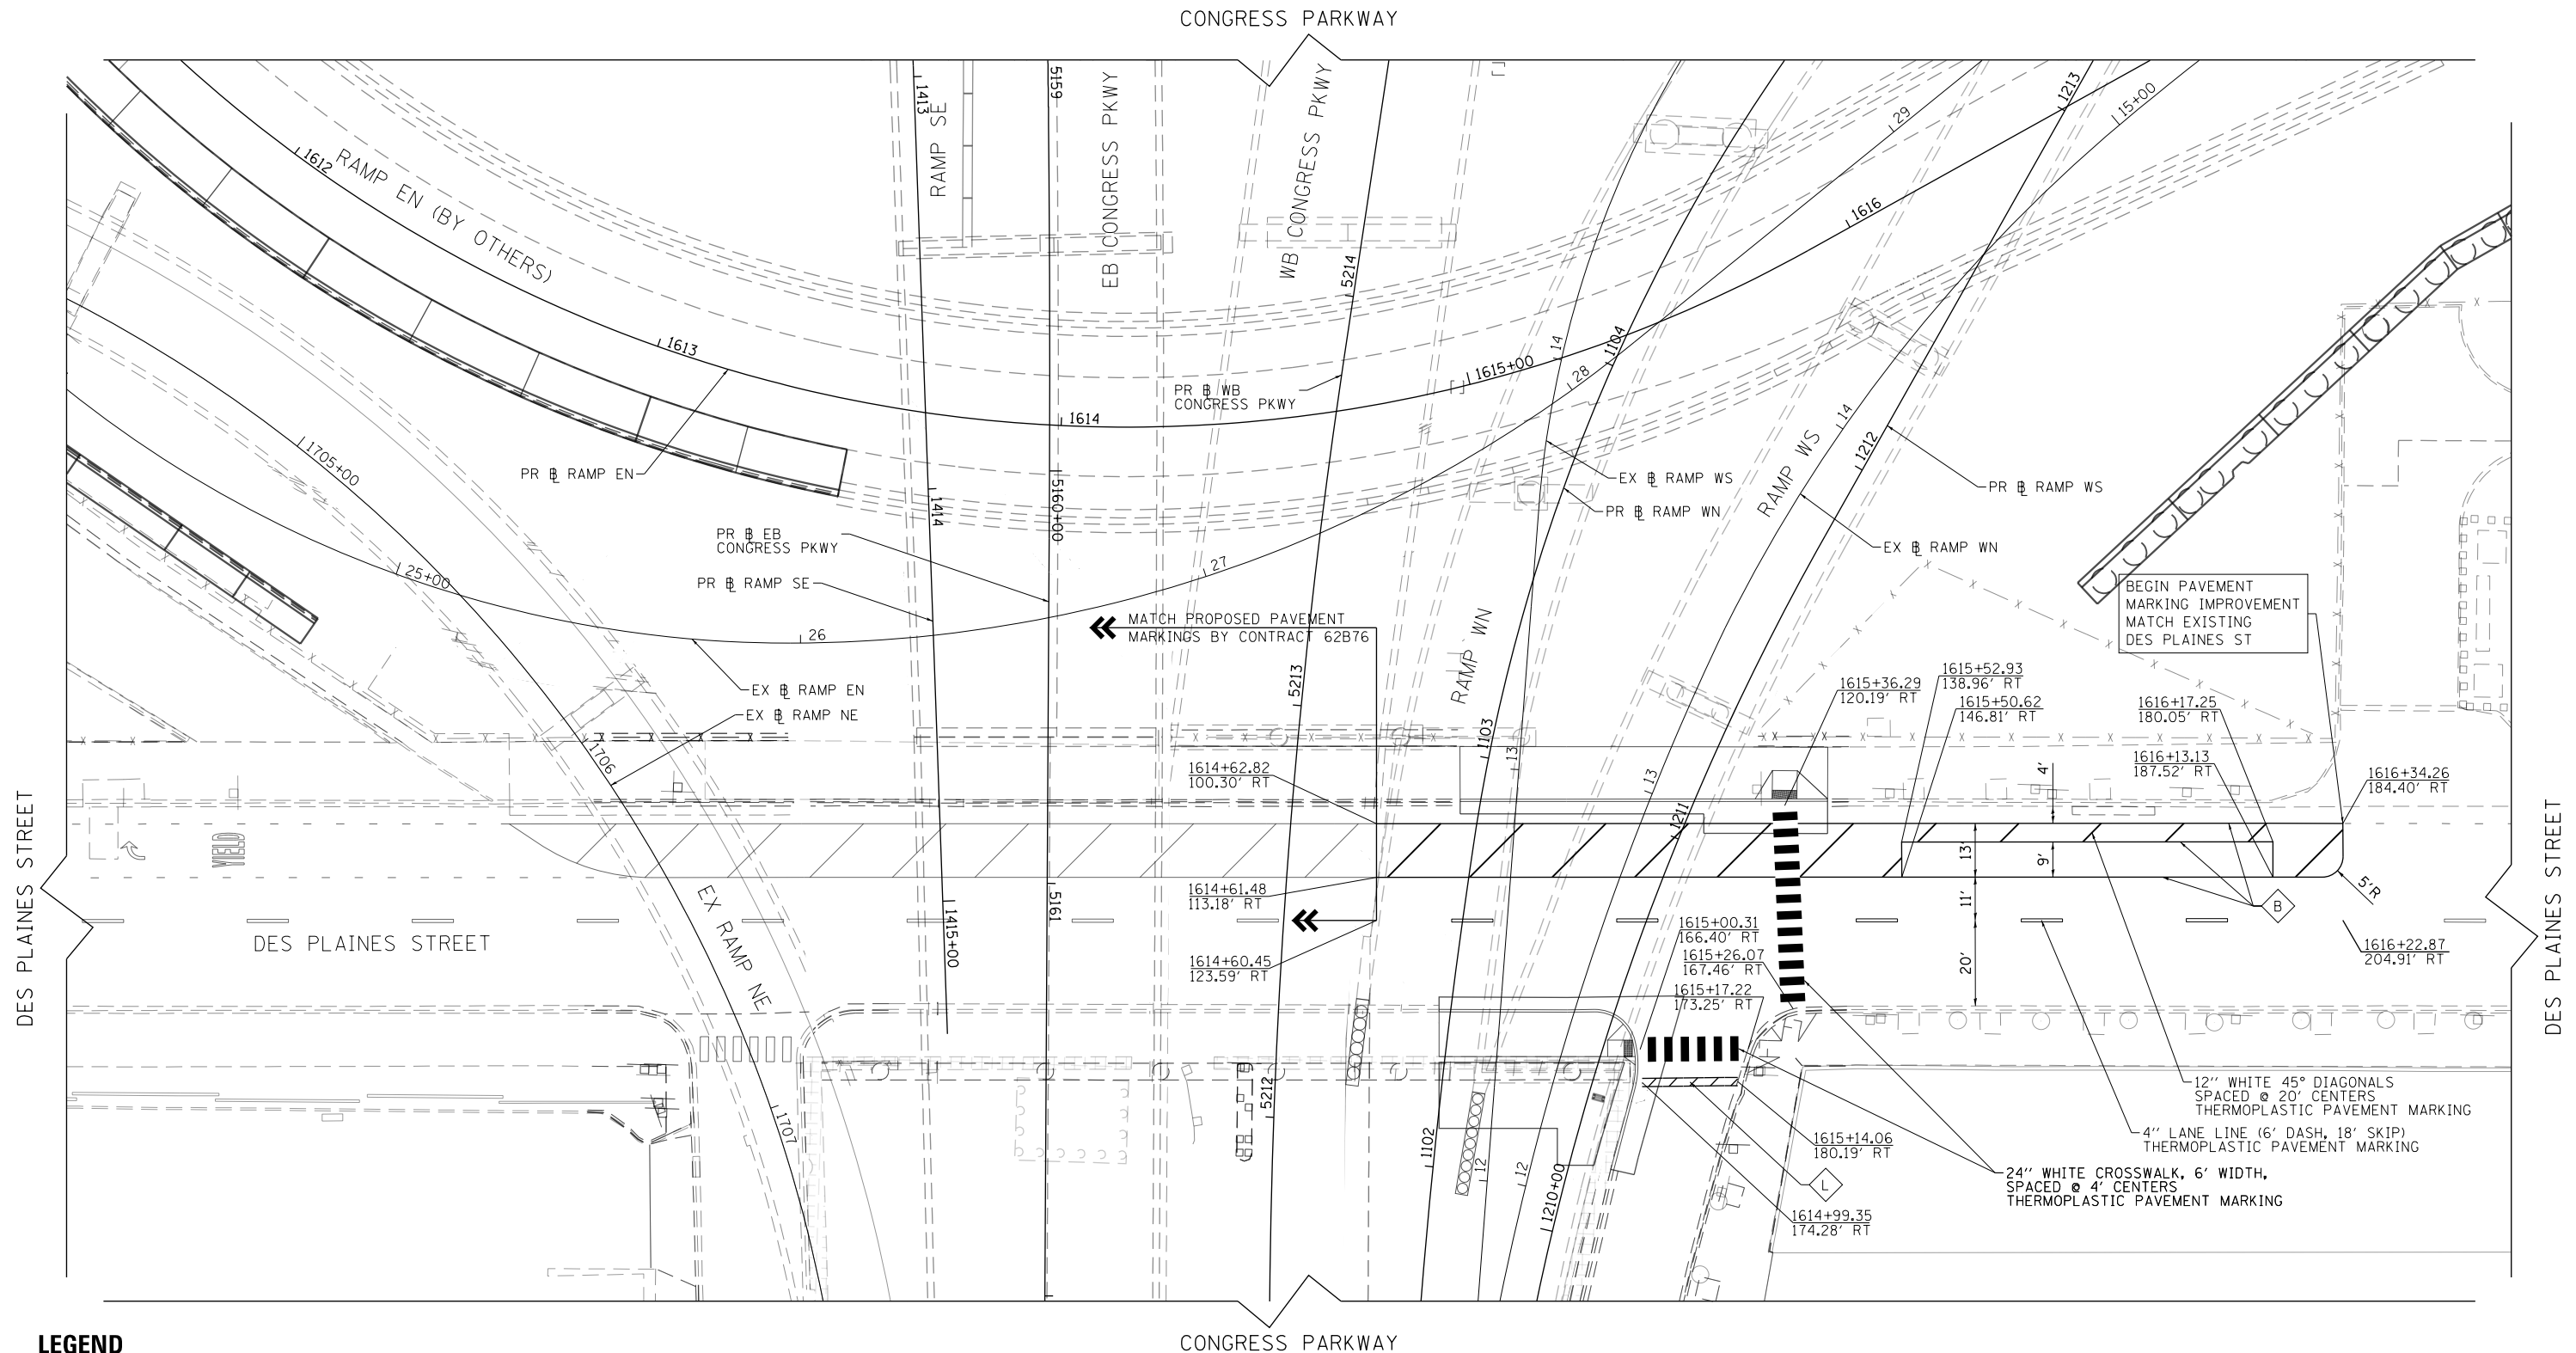 CONGRESS PARKWAY
1413
RAMP SE
5159
EB CONGRESS PKWY
WB CONGRESS PKWY
1213
15+00
29
1612
RAMP EN (BY OTHERS)
1616
5214
1613
14
1104
1615+00
28
PR BL WB
CONGRESS PKWY
1614
14
1705+00
PR BL RAMP EN
1414
5160+00
EX BL RAMP WS
PR BL RAMP WN
RAMP WS
1212
PR BL RAMP WS
PR BL EB
CONGRESS PKWY
EX BL RAMP WN
25+00
PR BL RAMP SE
27
26
MATCH PROPOSED PAVEMENT
MARKINGS BY CONTRACT 62B76
BEGIN PAVEMENT
MARKING IMPROVEMENT
MATCH EXISTING
DES PLAINES ST
RAMP WN
5213
EX BL RAMP EN
EX BL RAMP NE
1615+36.29
120.19' RT
1615+52.93
138.96' RT
1615+50.62
146.81' RT
1616+17.25
180.05' RT
1706
1103
13
13
1614+62.82
100.30' RT
4'
1616+13.13
187.52' RT
1616+34.26
184.40' RT
DES PLAINES STREET
YIELD
1211
13'
9'
DES PLAINES STREET
1614+61.48
113.18' RT
5161
EX RAMP NE
11'
5'R
B
1415+00
DES PLAINES STREET
1615+00.31
166.40' RT
1615+26.07
167.46' RT
1615+17.22
173.25' RT
1614+60.45
123.59' RT
20'
1616+22.87
204.91' RT
5212
1707
1102
12
12
1210+00
12" WHITE 45° DIAGONALS
SPACED @ 20' CENTERS
THERMOPLASTIC PAVEMENT MARKING
4" LANE LINE (6' DASH, 18' SKIP)
THERMOPLASTIC PAVEMENT MARKING
1615+14.06
180.19' RT
24" WHITE CROSSWALK, 6' WIDTH,
SPACED @ 4' CENTERS
THERMOPLASTIC PAVEMENT MARKING
L
1614+99.35
174.28' RT
LEGEND
CONGRESS PARKWAY